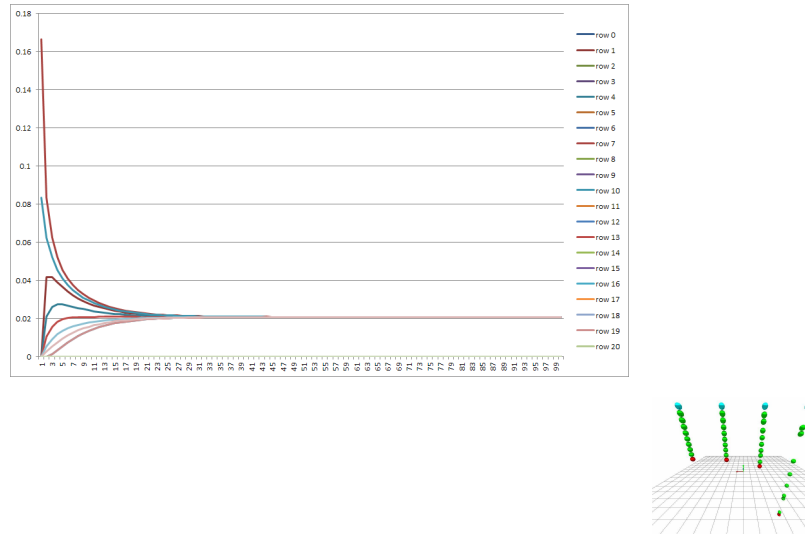 0.18
0.16
0.14
0.12
0.1
0.08
0.06
0.04
0.02
0
1 3 5 7 9 11 13 15 17 19 21 23 25 27 29 31 33 35 37 39 41 43 45 47 49 51 53 55 57 59 61 63 65 67 69 71 73 75 77 79 81 83 85 87 89 91 93 95 97 99
row 0
row 1
row 2
row 3
row 4
row 5
row 6
row 7
row 8
row 9
row 10
row 11
row 12
row 13
row 14
row 15
row 16
row 17
row 18
row 19
row 20